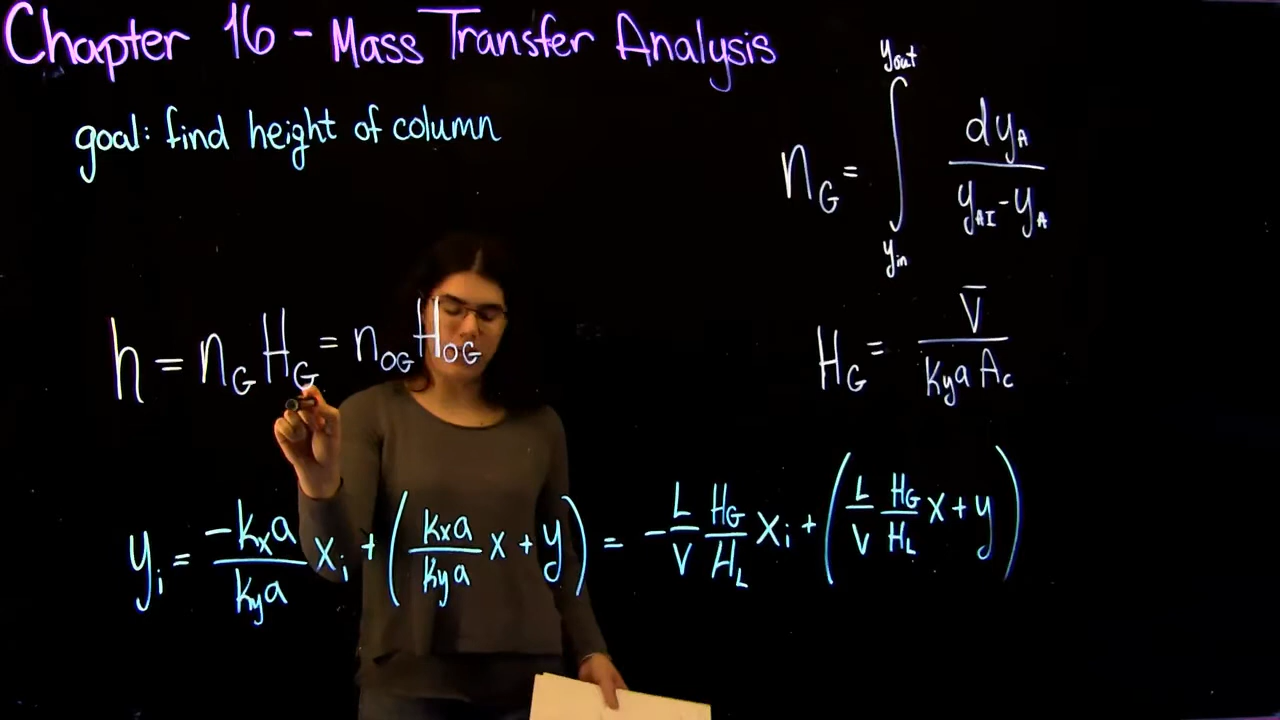 Chapter 16 - Mass Transfer Analysis
goal: find height of column
n_G = ∫_{y_in}^{y_out} dy_A / (y_AI - y_A)
h = n_G H_G = n_OG H_OG
H_G = V̅ / (k_y a A_c)
y_i = (-k_x a / k_y a) x_i + (k_x a / k_y a x + y) = - L/V H_G/H_L x_i + (L/V H_G/H_L x + y)